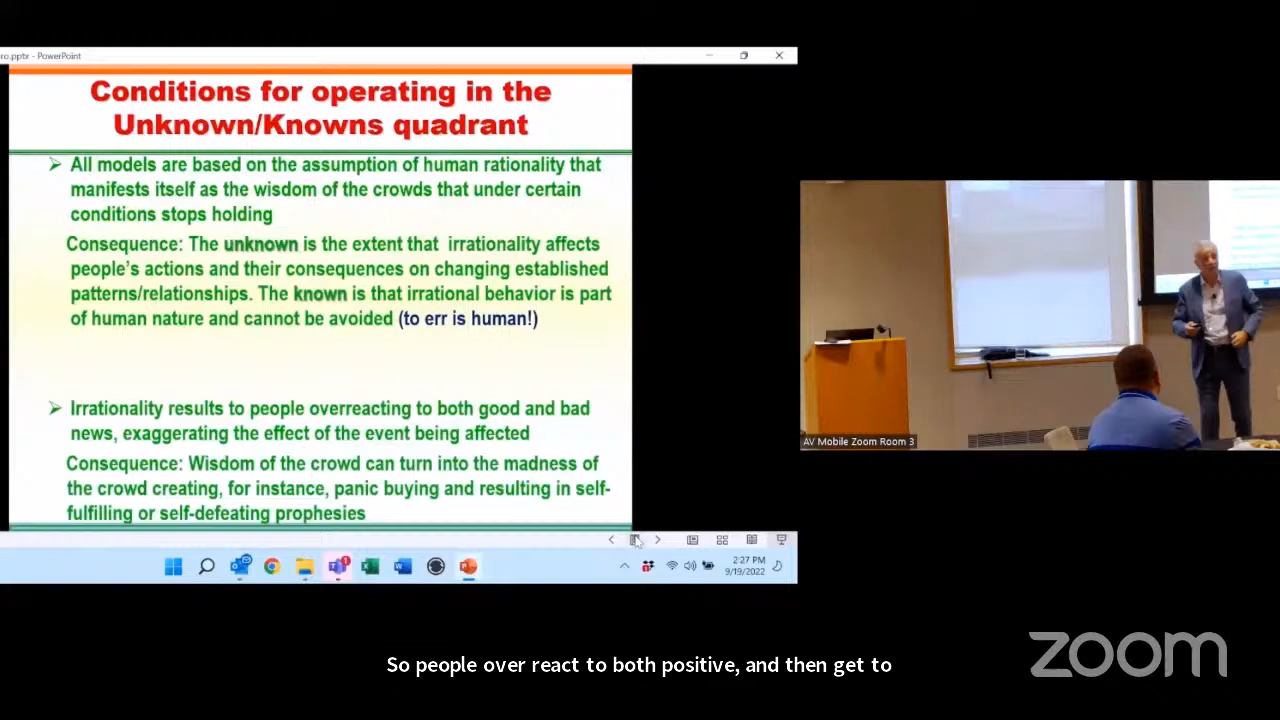 ro.pptx - PowerPoint
Conditions for operating in the
Unknown/Knowns quadrant
All models are based on the assumption of human rationality that
manifests itself as the wisdom of the crowds that under certain
conditions stops holding
Consequence: The unknown is the extent that irrationality affects
people's actions and their consequences on changing established
patterns/relationships. The known is that irrational behavior is part
of human nature and cannot be avoided (to err is human!)
Irrationality results to people overreacting to both good and bad
news, exaggerating the effect of the event being affected
Consequence: Wisdom of the crowd can turn into the madness of
the crowd creating, for instance, panic buying and resulting in self-
fulfilling or self-defeating prophesies
2:27 PM
9/19/2022
AV Mobile Zoom Room 3
So people over react to both positive, and then get to
zoom